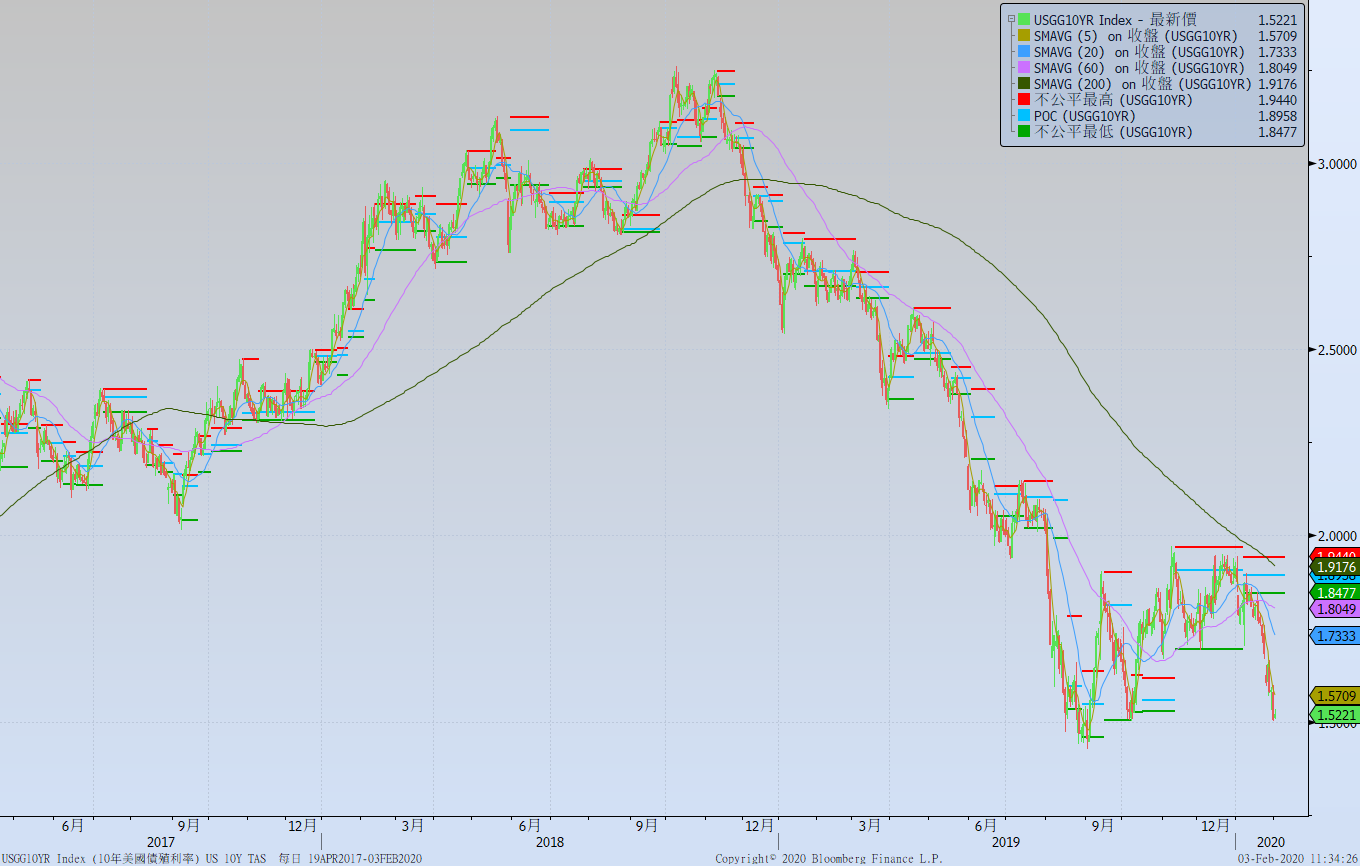 USGG10YR Index - 最新價 1.5221
SMAVG (5) on 收盤 (USGG10YR) 1.5709
SMAVG (20) on 收盤 (USGG10YR) 1.7333
SMAVG (60) on 收盤 (USGG10YR) 1.8049
SMAVG (200) on 收盤 (USGG10YR) 1.9176
不公平最高 (USGG10YR) 1.9440
POC (USGG10YR) 1.8958
不公平最低 (USGG10YR) 1.8477
3.0000
2.5000
2.0000
1.9440
1.9176
1.8958
1.8477
1.8049
1.7333
1.5709
1.5221
1.5000
6月 9月 12月 3月 6月 9月 12月 3月 6月 9月 12月
2017 2018 2019 2020
USGG10YR Index (10年美國債殖利率) US 10Y TAS 每日 19APR2017-03FEB2020 Copyright© 2020 Bloomberg Finance L.P. 03-Feb-2020 11:34:26